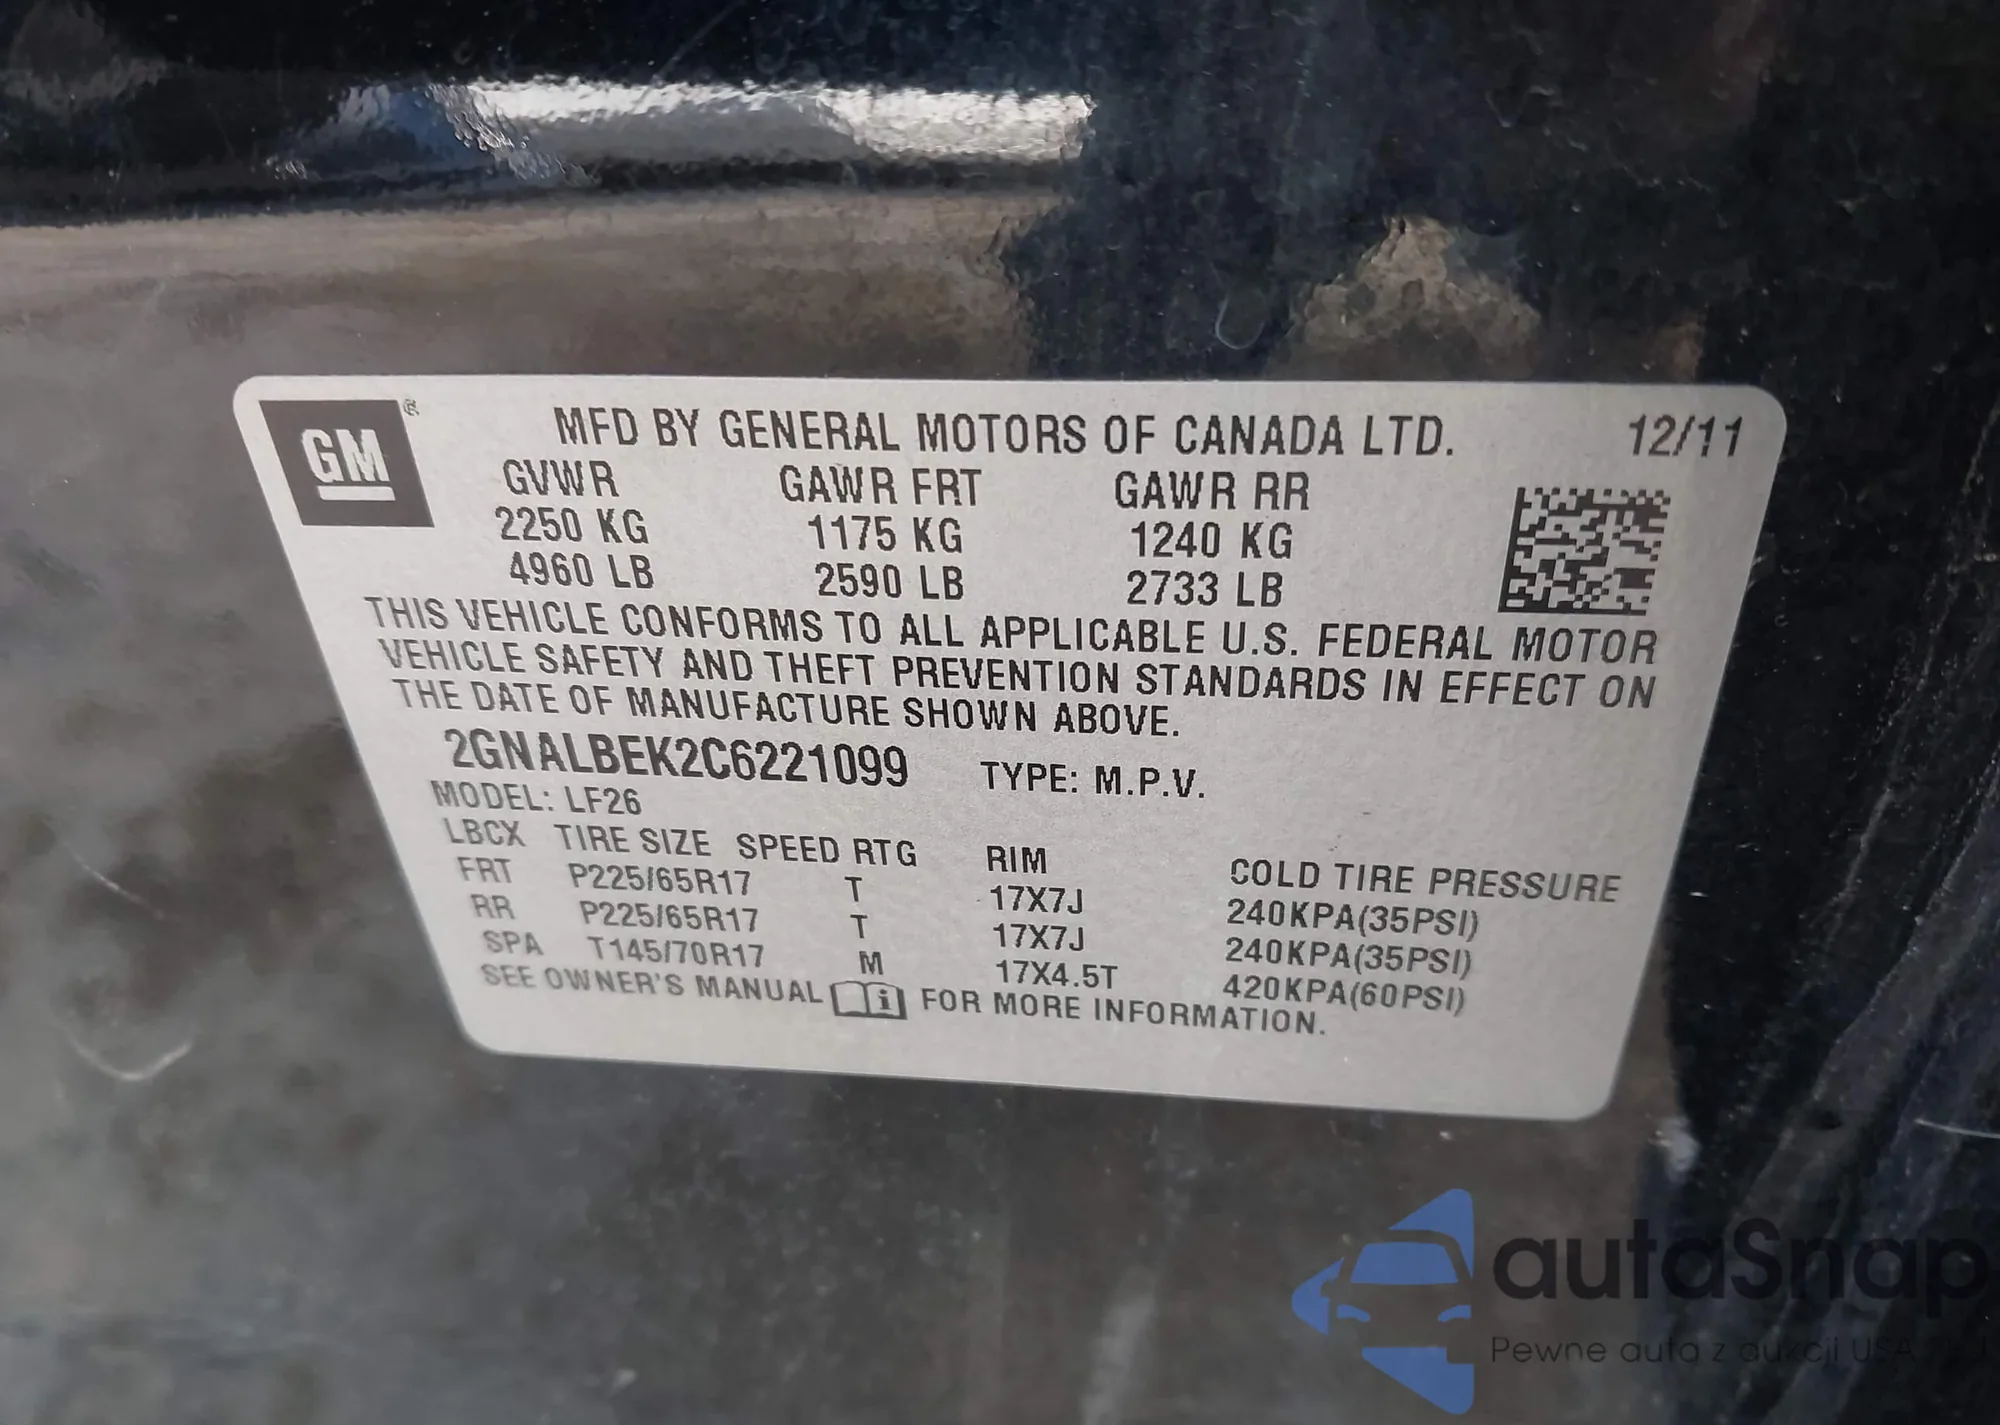 GM ®
MFD BY GENERAL MOTORS OF CANADA LTD. 12/11
GVWR GAWR FRT GAWR RR
2250 KG 1175 KG 1240 KG
4960 LB 2590 LB 2733 LB
THIS VEHICLE CONFORMS TO ALL APPLICABLE U.S. FEDERAL MOTOR
VEHICLE SAFETY AND THEFT PREVENTION STANDARDS IN EFFECT ON
THE DATE OF MANUFACTURE SHOWN ABOVE.
2GNALBEK2C6221099 TYPE: M.P.V.
MODEL: LF26
LBCX TIRE SIZE SPEED RTG RIM COLD TIRE PRESSURE
FRT P225/65R17 T 17X7J 240KPA(35PSI)
RR P225/65R17 T 17X7J 240KPA(35PSI)
SPA T145/70R17 M 17X4.5T 420KPA(60PSI)
SEE OWNER'S MANUAL i FOR MORE INFORMATION.
autaSnap
Pewne auta z aukcji USA